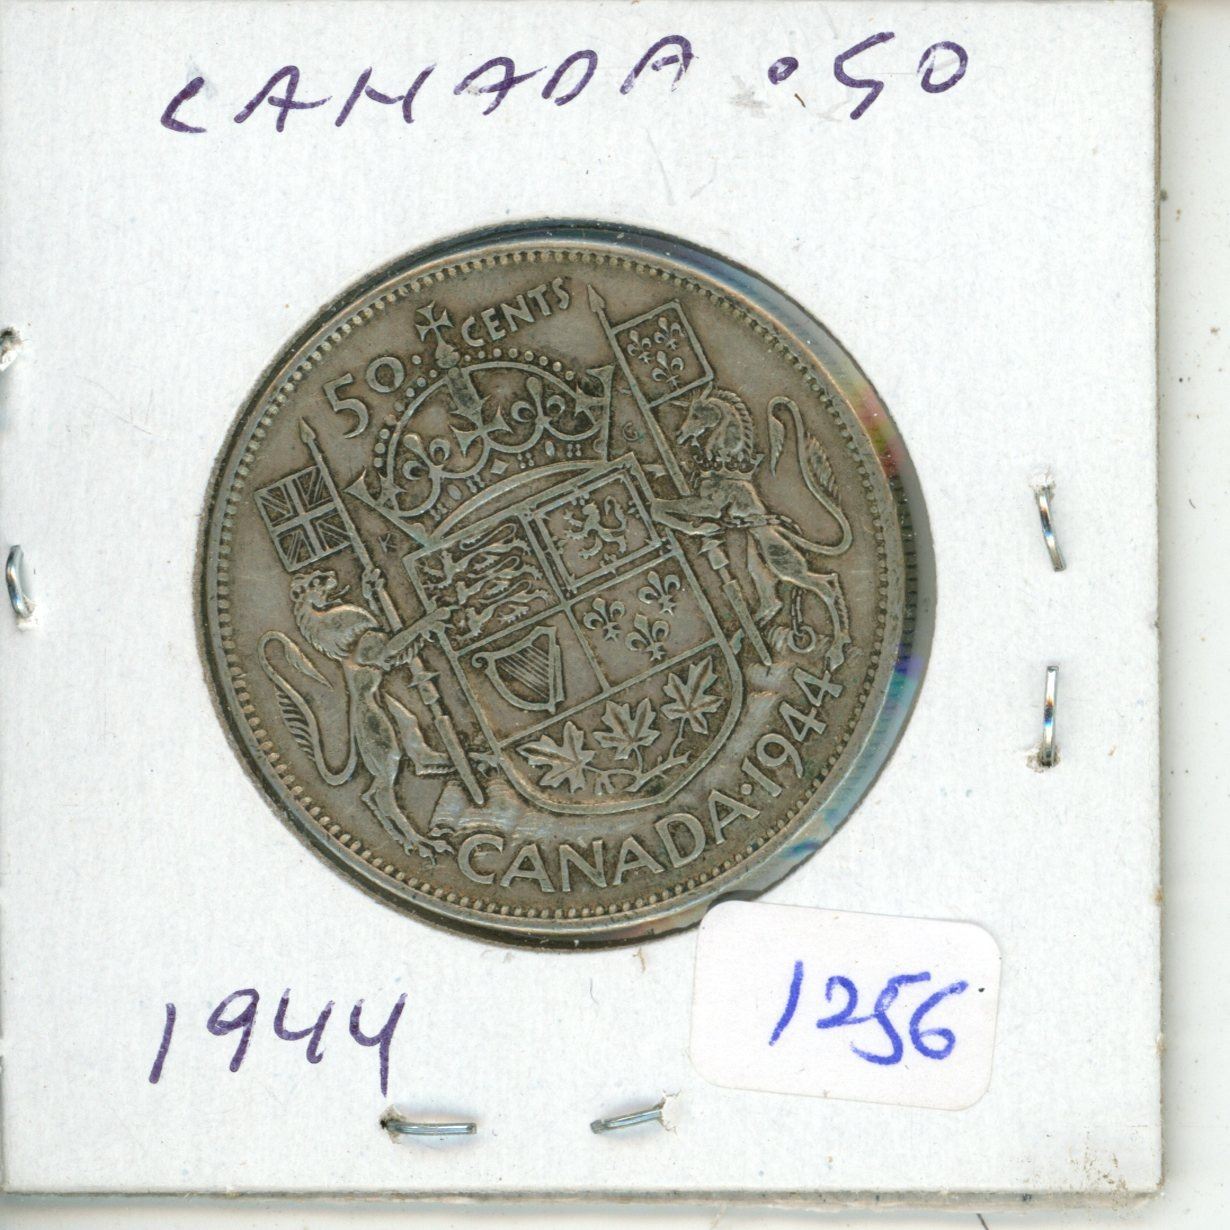 CANADA .50
50 CENTS
K G
CANADA · 1944
1944
1256